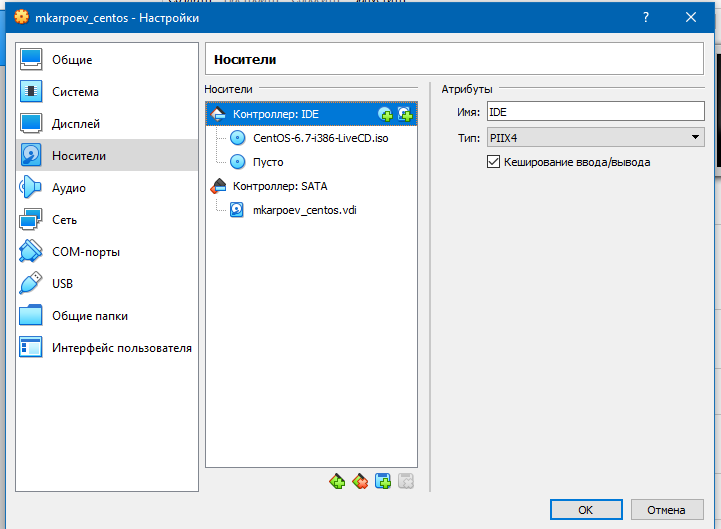 mkarpoev_centos - Настройки
Общие
Система
Дисплей
Носители
Аудио
Сеть
COM-порты
USB
Общие папки
Интерфейс пользователя
Носители
Носители
Контроллер: IDE
CentOS-6.7-i386-LiveCD.iso
Пусто
Контроллер: SATA
mkarpoev_centos.vdi
Атрибуты
Имя: IDE
Тип: PIIX4
Кеширование ввода/вывода
OK
Отмена